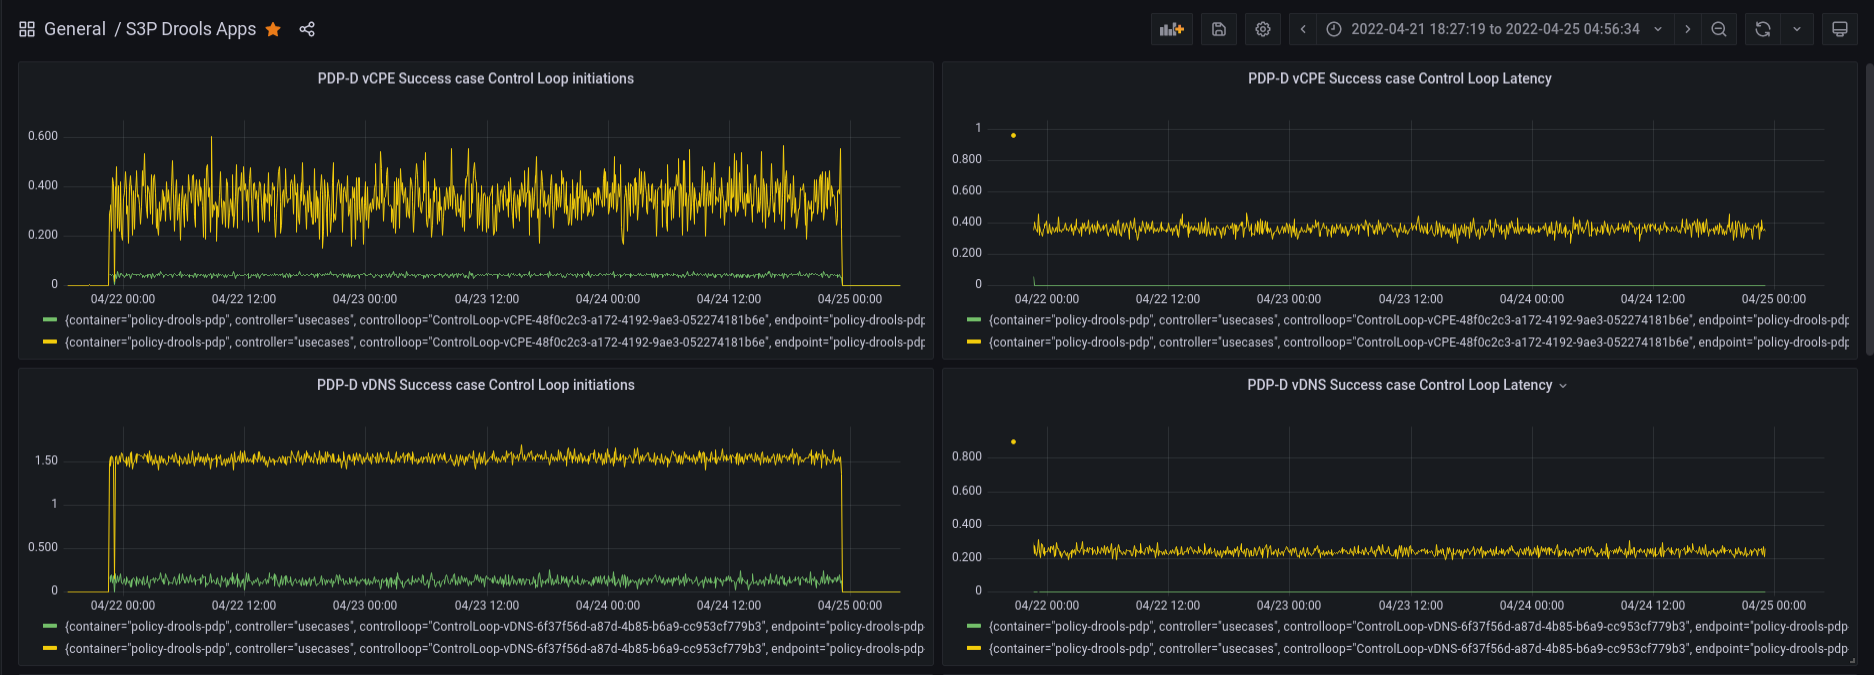 General / S3P Drools Apps
2022-04-21 18:27:19 to 2022-04-25 04:56:34
PDP-D vCPE Success case Control Loop initiations
0.600
0.400
0.200
0
04/22 00:00 04/22 12:00 04/23 00:00 04/23 12:00 04/24 00:00 04/24 12:00 04/25 00:00
{container="policy-drools-pdp", controller="usecases", controlloop="ControlLoop-vCPE-48f0c2c3-a172-4192-9ae3-052274181b6e", endpoint="policy-drools-pdp
{container="policy-drools-pdp", controller="usecases", controlloop="ControlLoop-vCPE-48f0c2c3-a172-4192-9ae3-052274181b6e", endpoint="policy-drools-pdp
PDP-D vCPE Success case Control Loop Latency
1
0.800
0.600
0.400
0.200
0
04/22 00:00 04/22 12:00 04/23 00:00 04/23 12:00 04/24 00:00 04/24 12:00 04/25 00:00
{container="policy-drools-pdp", controller="usecases", controlloop="ControlLoop-vCPE-48f0c2c3-a172-4192-9ae3-052274181b6e", endpoint="policy-drools-pdp
{container="policy-drools-pdp", controller="usecases", controlloop="ControlLoop-vCPE-48f0c2c3-a172-4192-9ae3-052274181b6e", endpoint="policy-drools-pdp
PDP-D vDNS Success case Control Loop initiations
1.50
1
0.500
0
04/22 00:00 04/22 12:00 04/23 00:00 04/23 12:00 04/24 00:00 04/24 12:00 04/25 00:00
{container="policy-drools-pdp", controller="usecases", controlloop="ControlLoop-vDNS-6f37f56d-a87d-4b85-b6a9-cc953cf779b3", endpoint="policy-drools-pdp-
{container="policy-drools-pdp", controller="usecases", controlloop="ControlLoop-vDNS-6f37f56d-a87d-4b85-b6a9-cc953cf779b3", endpoint="policy-drools-pdp-
PDP-D vDNS Success case Control Loop Latency
0.800
0.600
0.400
0.200
0
04/22 00:00 04/22 12:00 04/23 00:00 04/23 12:00 04/24 00:00 04/24 12:00 04/25 00:00
{container="policy-drools-pdp", controller="usecases", controlloop="ControlLoop-vDNS-6f37f56d-a87d-4b85-b6a9-cc953cf779b3", endpoint="policy-drools-pdp-
{container="policy-drools-pdp", controller="usecases", controlloop="ControlLoop-vDNS-6f37f56d-a87d-4b85-b6a9-cc953cf779b3", endpoint="policy-drools-pdp-